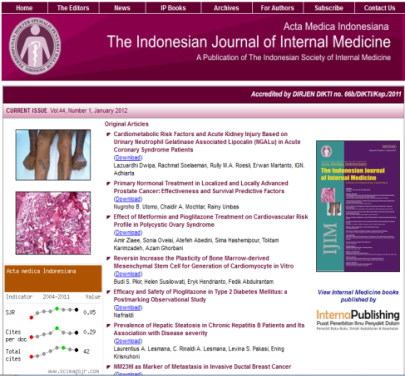 Home The Editors News IP Books Archives For Authors Subscribe Contact Us
Acta Medica Indonesiana
The Indonesian Journal of Internal Medicine
A Publication of The Indonesian Society of Internal Medicine
Accredited by DIRJEN DIKTI no. 66b/DIKTI/Kep./2011
CURRENT ISSUE Vol.44, Number 1, January 2012
Original Articles
Cardiometabolic Risk Factors and Acute Kidney Injury Based on
Urinary Neutrophil Gelatinase Associated Lipocalin (NGALu) in Acute
Coronary Syndrome Patients
(Download)
Lazuardhi Dwipa, Rachmat Soelaeman, Rully M.A. Roesli, Erwan Martanto, IGN.
Adhiarta
Primary Hormonal Treatment in Localized and Locally Advanced
Prostate Cancer: Effectiveness and Survival Predictive Factors
(Download)
Nugroho B. Utomo, Chaidir A. Mochtar, Rainy Umbas
Effect of Metformin and Pioglitazone Treatment on Cardiovascular Risk
Profile in Polycystic Ovary Syndrome
(Download)
Amir Ziaee, Sonia Oveisi, Atefeh Abedini, Sima Hashemipour, Toktam
Karimzadeh, Azam Ghorbani
Reversin Increase the Plasticity of Bone Marrow-derived
Mesenchymal Stem Cell for Generation of Cardiomyocyte in Vitro
(Download)
Budi S. Pikir, Helen Susilowati, Eryk Hendrianto, Fedik Abdulrantam
Efficacy and Safety of Pioglitazone in Type 2 Diabetes Mellitus: a
Postmarking Observational Study
(Download)
Nafrialdi
Prevalence of Hepatic Steatosis in Chronic Hepatitis B Patients and Its
Association with Disease severity
(Download)
Laurentius A. Lesmana, C. Rinaldi A. Lesmana, Levina S. Pakasi, Ening
Krisnuhoni
NM23H as Marker of Metastasis in Invasive Ductal Breast Cancer
(Download)
Acta Medica Indonesiana
The Indonesian Journal
of Internal Medicine
IJIM
View Internal Medicine books
published by
InternaPublishing
Pusat Penerbitan Ilmu Penyakit Dalam
Acta medica Indonesiana
Indicator 2004-2011 Value
SJR 0.05
Cites
per doc 0.29
Total
cites 42
www.scimagojr.com